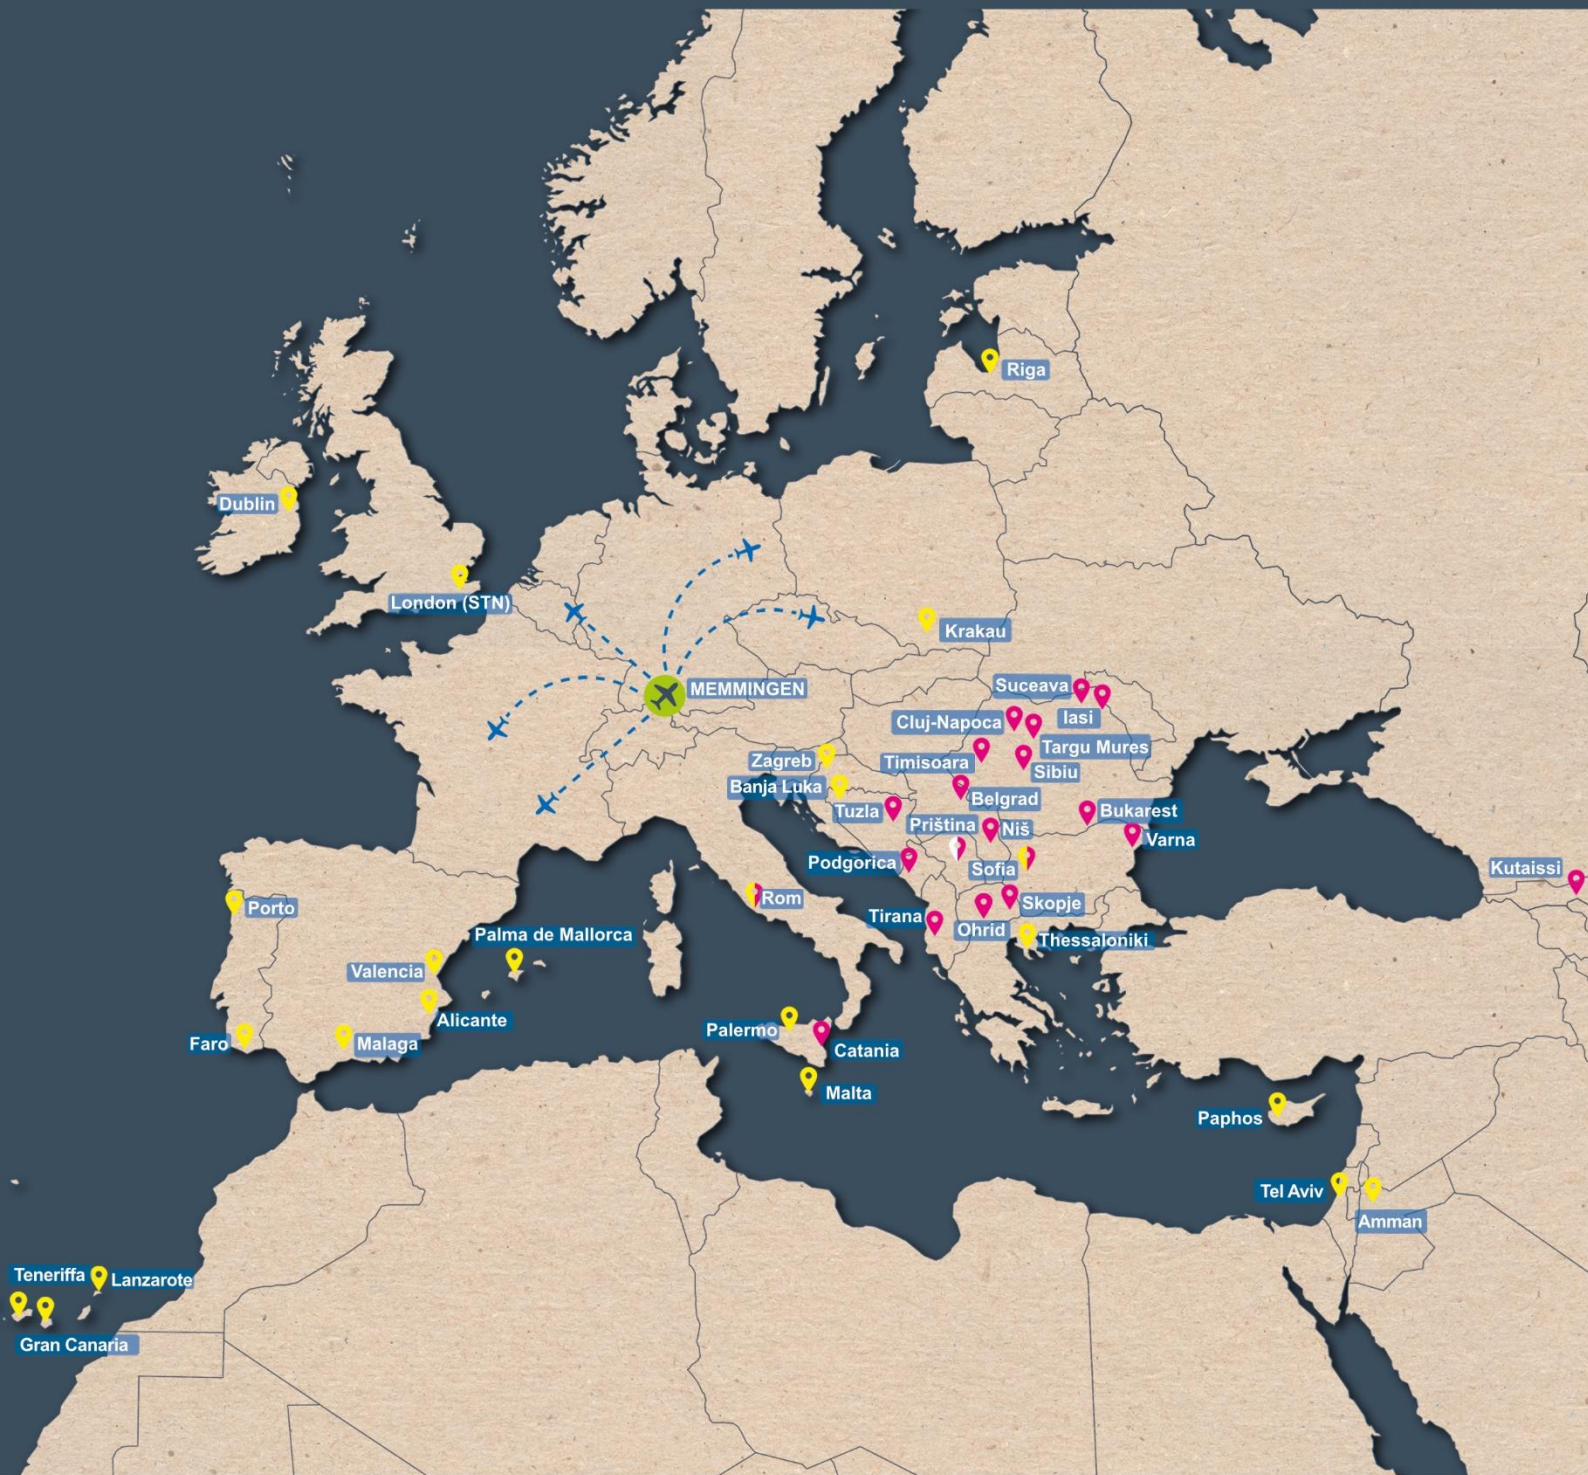 Riga
Dublin
London (STN)
Krakau
MEMMINGEN
Suceava
Iasi
Cluj-Napoca
Targu Mures
Timisoara
Sibiu
Zagreb
Banja Luka
Belgrad
Tuzla
Bukarest
Priština
Niš
Varna
Podgorica
Sofia
Kutaissi
Rom
Skopje
Porto
Tirana
Ohrid
Thessaloniki
Palma de Mallorca
Valencia
Alicante
Faro
Malaga
Palermo
Catania
Malta
Paphos
Tel Aviv
Amman
Teneriffa
Lanzarote
Gran Canaria